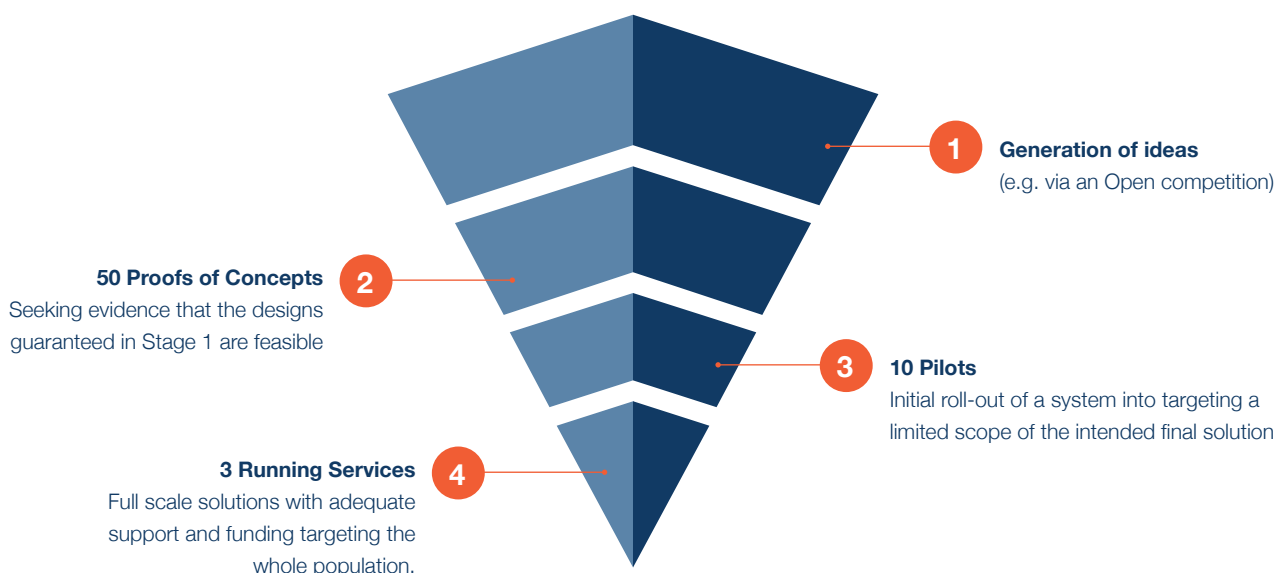 1
Generation of ideas
(e.g. via an Open competition)
50 Proofs of Concepts
2
Seeking evidence that the designs
guaranteed in Stage 1 are feasible
3
10 Pilots
Initial roll-out of a system into targeting a
limited scope of the intended final solution
3 Running Services
4
Full scale solutions with adequate
support and funding targeting the
whole population.